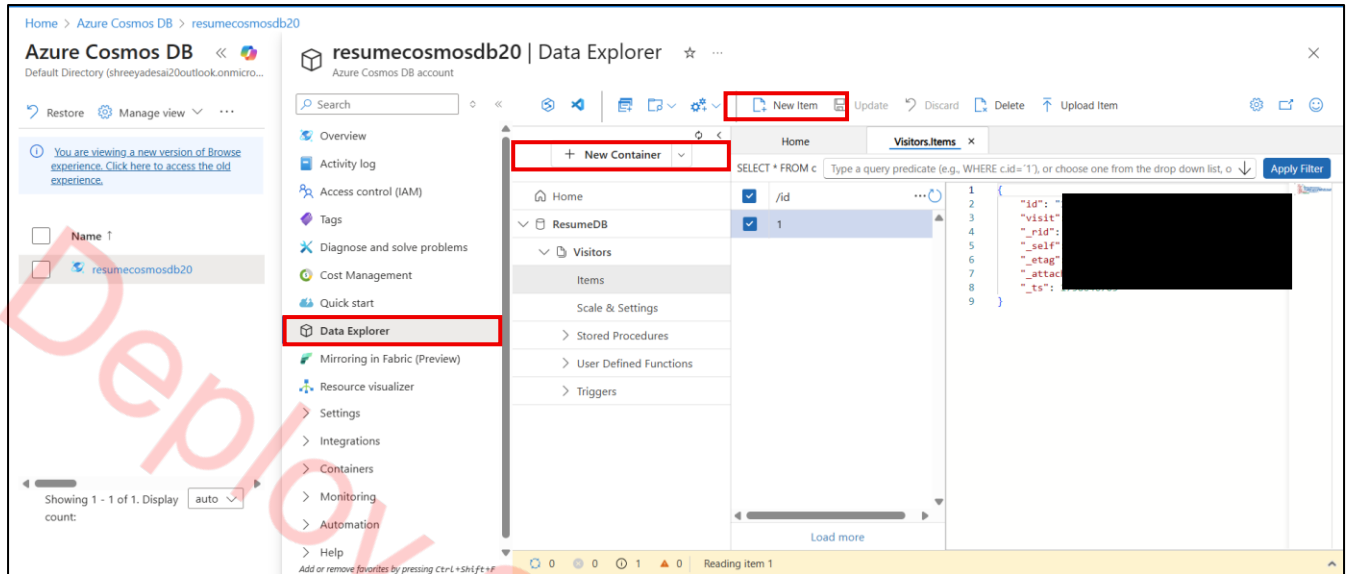 Home > Azure Cosmos DB > resumecosmosdb20
Azure Cosmos DB
Default Directory (shreeyadesai20outlook.onmicro...
Restore Manage view ...
You are viewing a new version of Browse
experience. Click here to access the old
experience.
Name ↑
resumecosmosdb20
Showing 1 - 1 of 1. Display auto
count:
resumecosmosdb20 | Data Explorer ...
Azure Cosmos DB account
Search
Overview
Activity log
Access control (IAM)
Tags
Diagnose and solve problems
Cost Management
Quick start
Data Explorer
Mirroring in Fabric (Preview)
Resource visualizer
Settings
Integrations
Containers
Monitoring
Automation
Help
Add or remove favorites by pressing Ctrl+Shift+F
New Item Update Discard Delete Upload Item
+ New Container
Home
ResumeDB
Visitors
Items
Scale & Settings
Stored Procedures
User Defined Functions
Triggers
Home Visitors.Items ×
SELECT * FROM c Type a query predicate (e.g., WHERE c.id=´1´), or choose one from the drop down list, o Apply Filter
/id ...
1
Load more
1 {
2 "id": "
3 "visit"
4 "_rid":
5 "_self"
6 "_etag"
7 "_attach
8 "_ts":
9 }
0 0 1 0 Reading item 1
Deploy